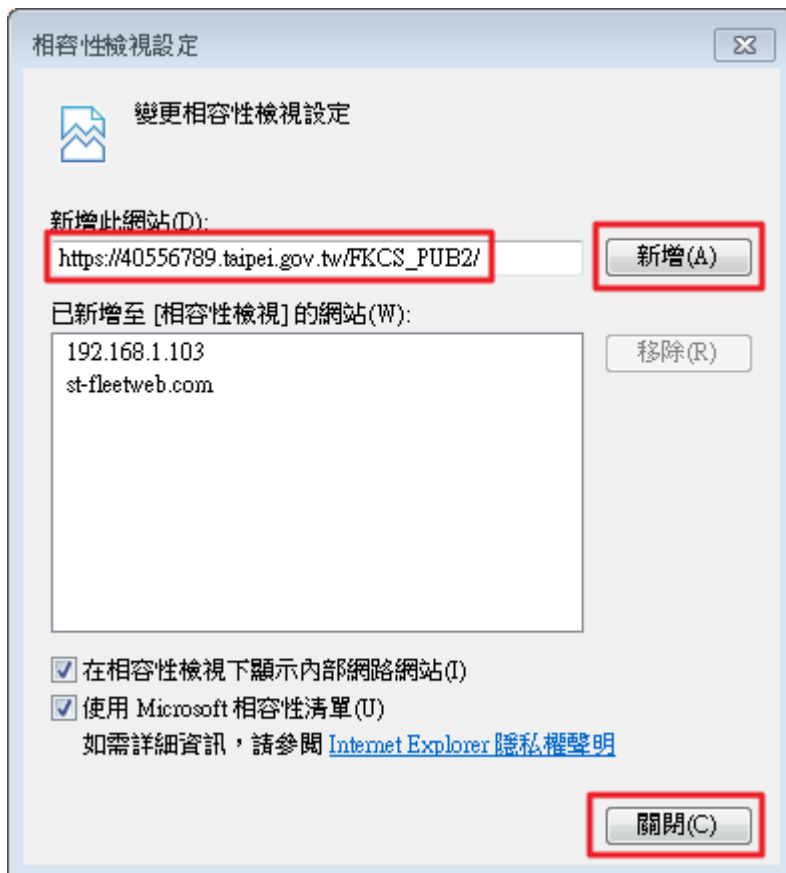 相容性檢視設定
變更相容性檢視設定
新增此網站(D):
https://40556789.taipei.gov.tw/FKCS_PUB2/
新增(A)
已新增至 [相容性檢視] 的網站(W):
192.168.1.103
移除(R)
st-fleetweb.com
在相容性檢視下顯示內部網路網站(I)
使用 Microsoft 相容性清單(U)
如需詳細資訊，請參閱 Internet Explorer 隱私權聲明
關閉(C)